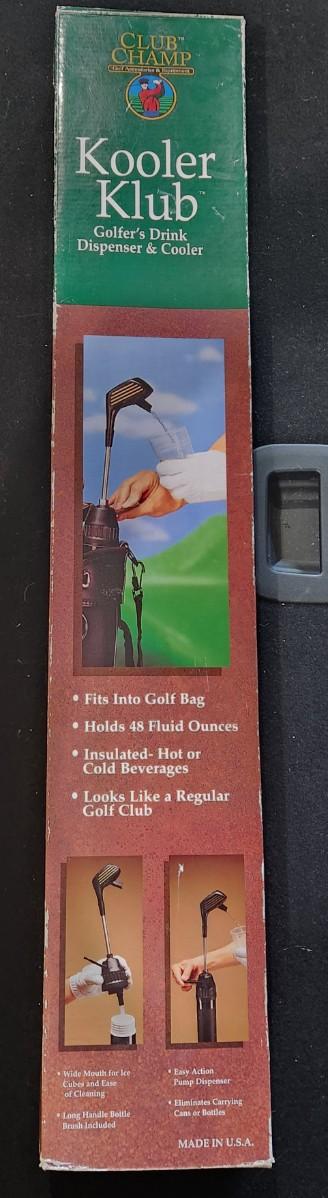 CLUB™
CHAMP
Golf Accessories & Equipment
Kooler
Klub™
Golfer's Drink
Dispenser & Cooler
• Fits Into Golf Bag
• Holds 48 Fluid Ounces
• Insulated- Hot or
Cold Beverages
• Looks Like a Regular
Golf Club
• Wide Mouth for Ice
Cubes and Ease
of Cleaning
• Long Handle Bottle
Brush Included
• Easy Action
Pump Dispenser
• Eliminates Carrying
Cans or Bottles
MADE IN U.S.A.